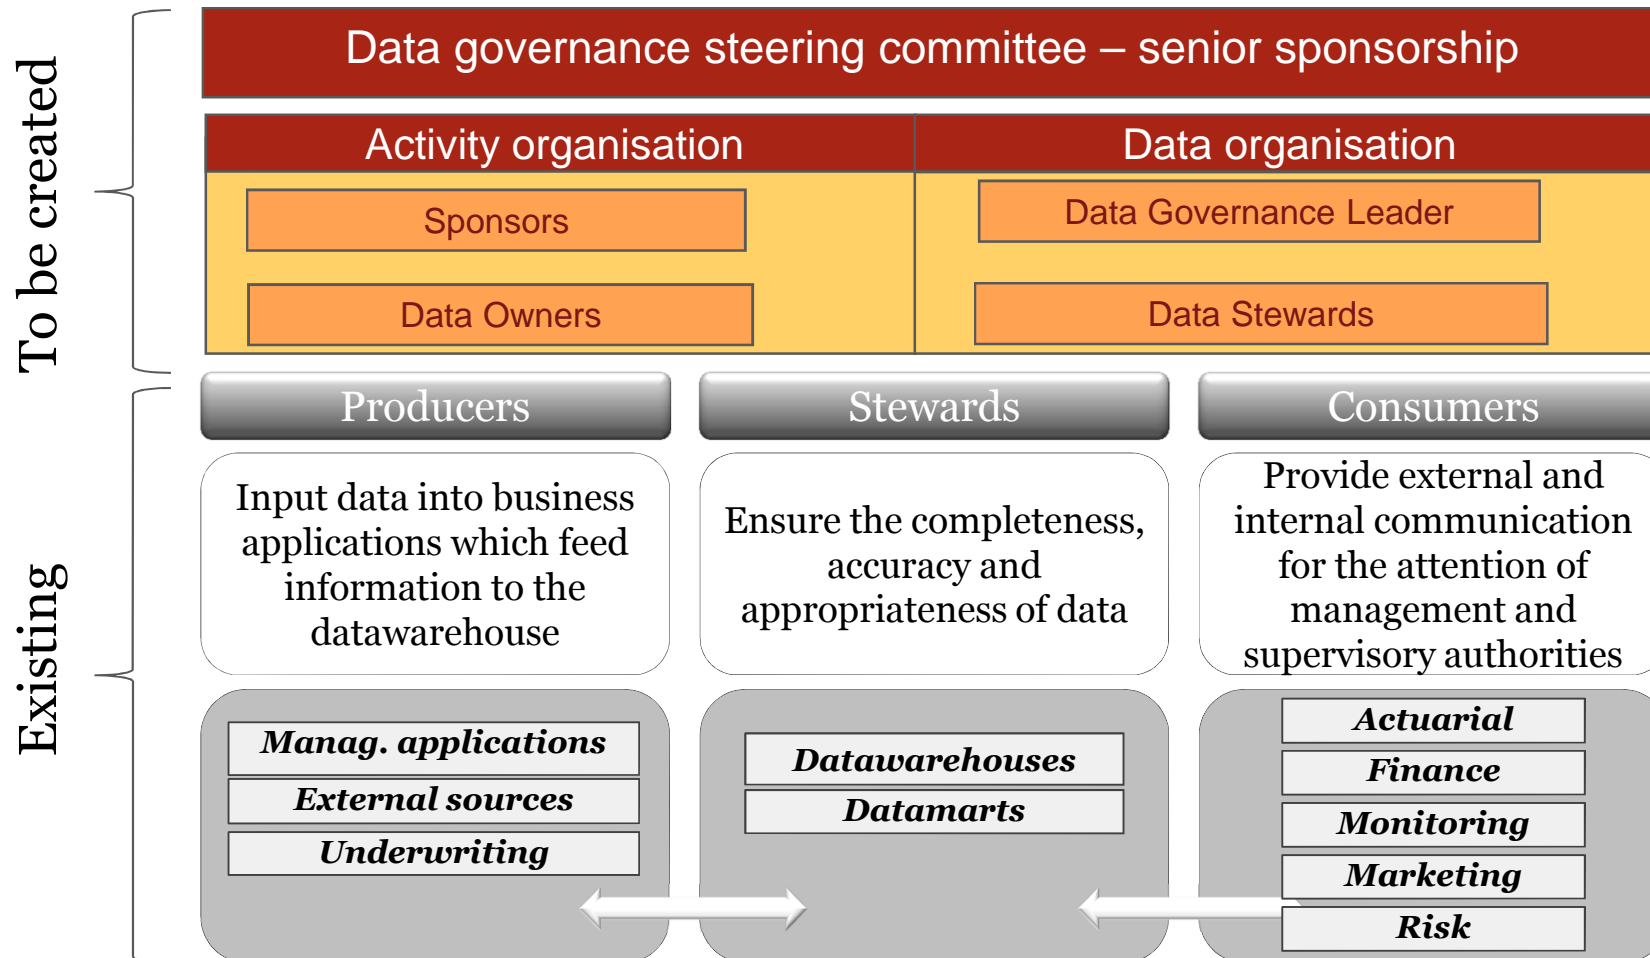 To be created
Data governance steering committee – senior sponsorship
Activity organisation
Data organisation
Sponsors
Data Governance Leader
Data Owners
Data Stewards
Existing
Producers
Stewards
Consumers
Input data into business
applications which feed
information to the
datawarehouse
Ensure the completeness,
accuracy and
appropriateness of data
Provide external and
internal communication
for the attention of
management and
supervisory authorities
Manag. applications
External sources
Underwriting
Datawarehouses
Datamarts
Actuarial
Finance
Monitoring
Marketing
Risk